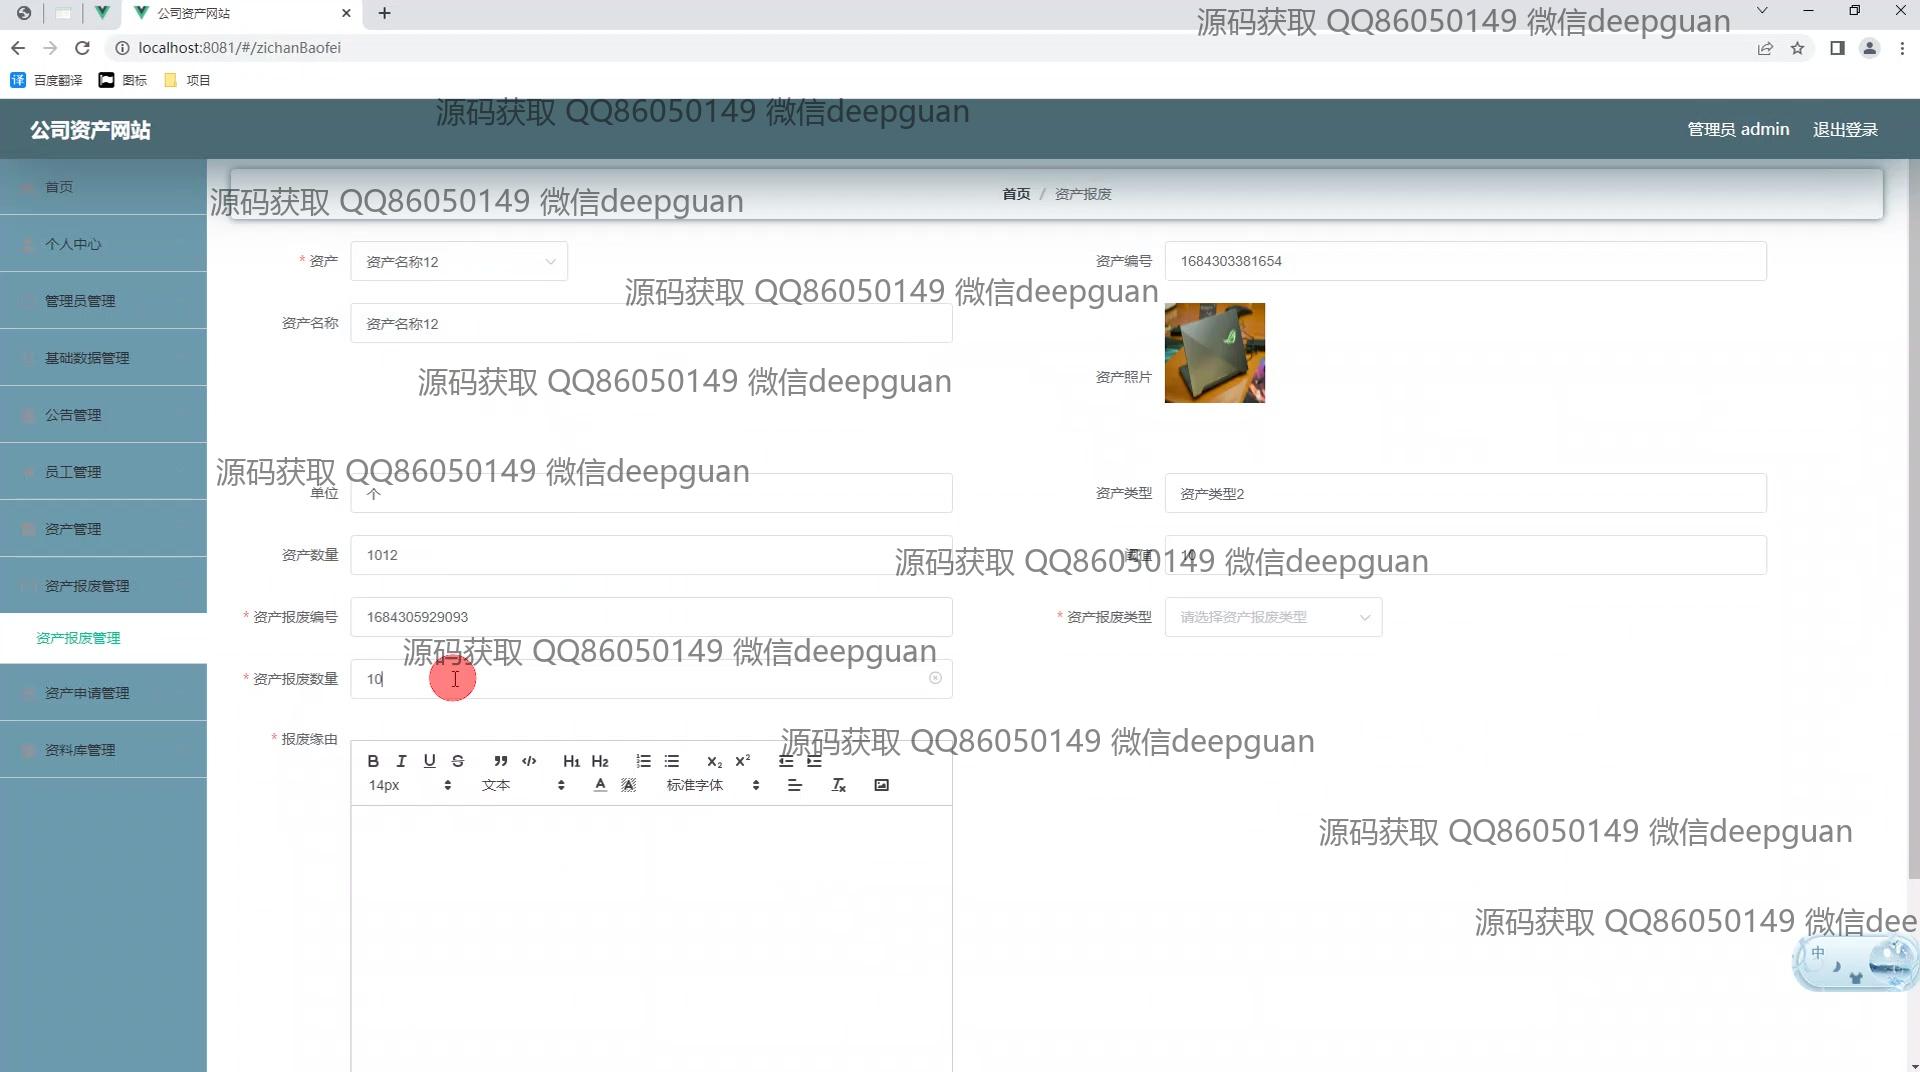 公司资产网站
源码获取 QQ86050149 微信deepguan
localhost:8081/#/zichanBaofei
百度翻译 图标 项目
源码获取 QQ86050149 微信deepguan
公司资产网站
管理员 admin 退出登录
首页
源码获取 QQ86050149 微信deepguan
首页 / 资产报废
个人中心
* 资产 资产名称12
资产编号 1684303381654
源码获取 QQ86050149 微信deepguan
管理员管理
资产名称 资产名称12
基础数据管理
源码获取 QQ86050149 微信deepguan
资产照片
公告管理
员工管理
源码获取 QQ86050149 微信deepguan
单位 个
资产类型 资产类型2
资产管理
资产数量 1012
阈值 10
源码获取 QQ86050149 微信deepguan
资产报废管理
* 资产报废编号 1684305929093
* 资产报废类型 请选择资产报废类型
资产报废管理
源码获取 QQ86050149 微信deepguan
* 资产报废数量 10
资产申请管理
* 报废缘由
源码获取 QQ86050149 微信deepguan
资料库管理
B I U S ” </> H1 H2 X2 X2
14px 文本 A A 标准字体 Tx
源码获取 QQ86050149 微信deepguan
源码获取 QQ86050149 微信dee
中